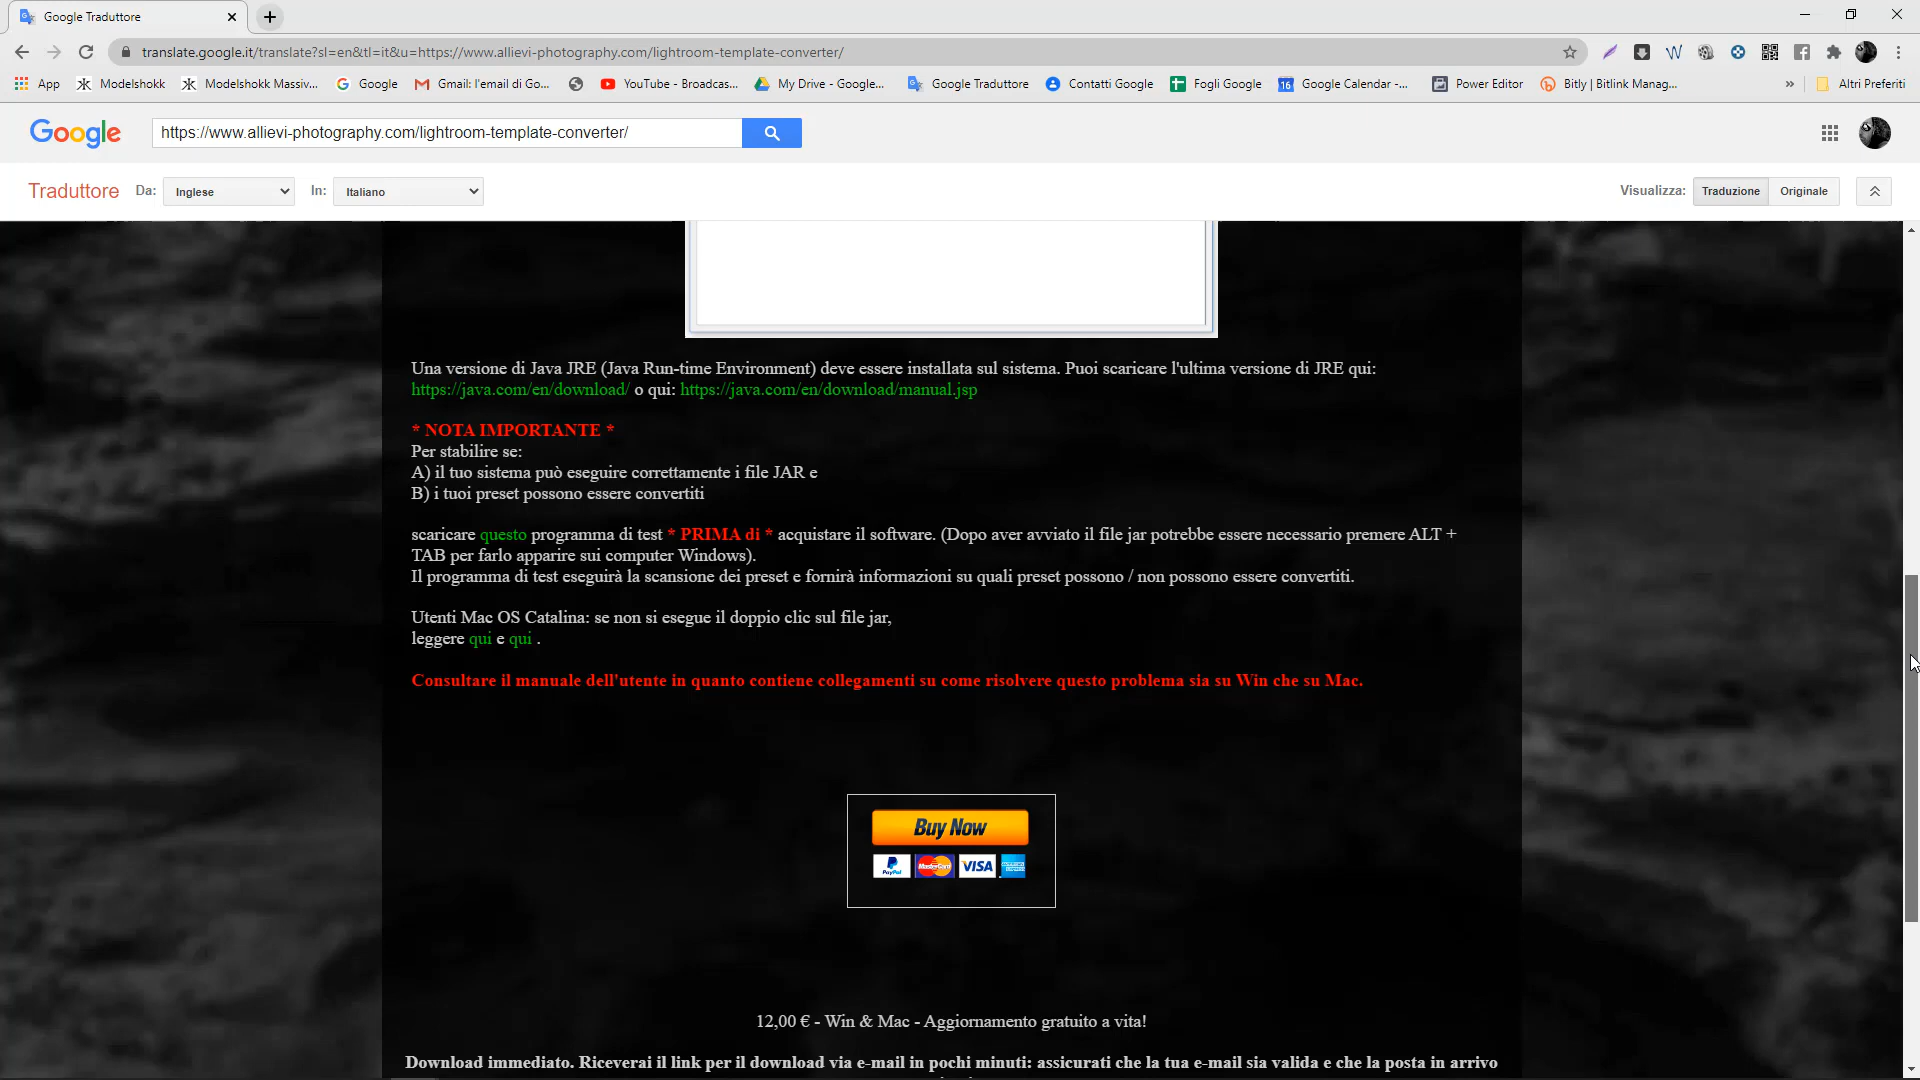 Google Traduttore
translate.google.it/translate?sl=en&tl=it&u=https://www.allievi-photography.com/lightroom-template-converter/
App
Modelshokk
Modelshokk Massiv...
Google
Gmail: l'email di Go...
YouTube - Broadcas...
My Drive - Google...
Google Traduttore
Contatti Google
Fogli Google
16
Google Calendar -...
Power Editor
Bitly | Bitlink Manag...
»
Altri Preferiti
Google
https://www.allievi-photography.com/lightroom-template-converter/
Traduttore Da: Inglese In: Italiano
Visualizza: Traduzione Originale
Una versione di Java JRE (Java Run-time Environment) deve essere installata sul sistema. Puoi scaricare l'ultima versione di JRE qui:
https://java.com/en/download/ o qui: https://java.com/en/download/manual.jsp
* NOTA IMPORTANTE *
Per stabilire se:
A) il tuo sistema può eseguire correttamente i file JAR e
B) i tuoi preset possono essere convertiti
scaricare questo programma di test * PRIMA di * acquistare il software. (Dopo aver avviato il file jar potrebbe essere necessario premere ALT +
TAB per farlo apparire sui computer Windows).
Il programma di test eseguirà la scansione dei preset e fornirà informazioni su quali preset possono / non possono essere convertiti.
Utenti Mac OS Catalina: se non si esegue il doppio clic sul file jar,
leggere qui e qui .
Consultare il manuale dell'utente in quanto contiene collegamenti su come risolvere questo problema sia su Win che su Mac.
Buy Now
PayPal MasterCard VISA
12,00 € - Win & Mac - Aggiornamento gratuito a vita!
Download immediato. Riceverai il link per il download via e-mail in pochi minuti: assicurati che la tua e-mail sia valida e che la posta in arrivo